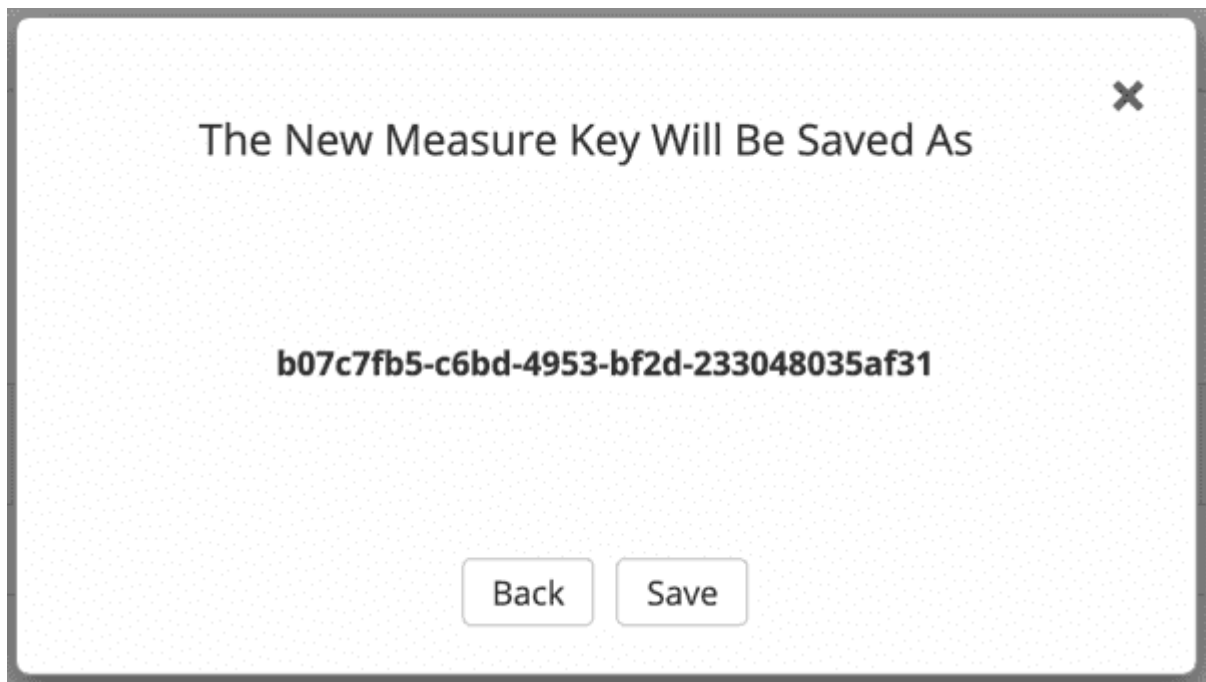 The New Measure Key Will Be Saved As
b07c7fb5-c6bd-4953-bf2d-233048035af31
Back
Save